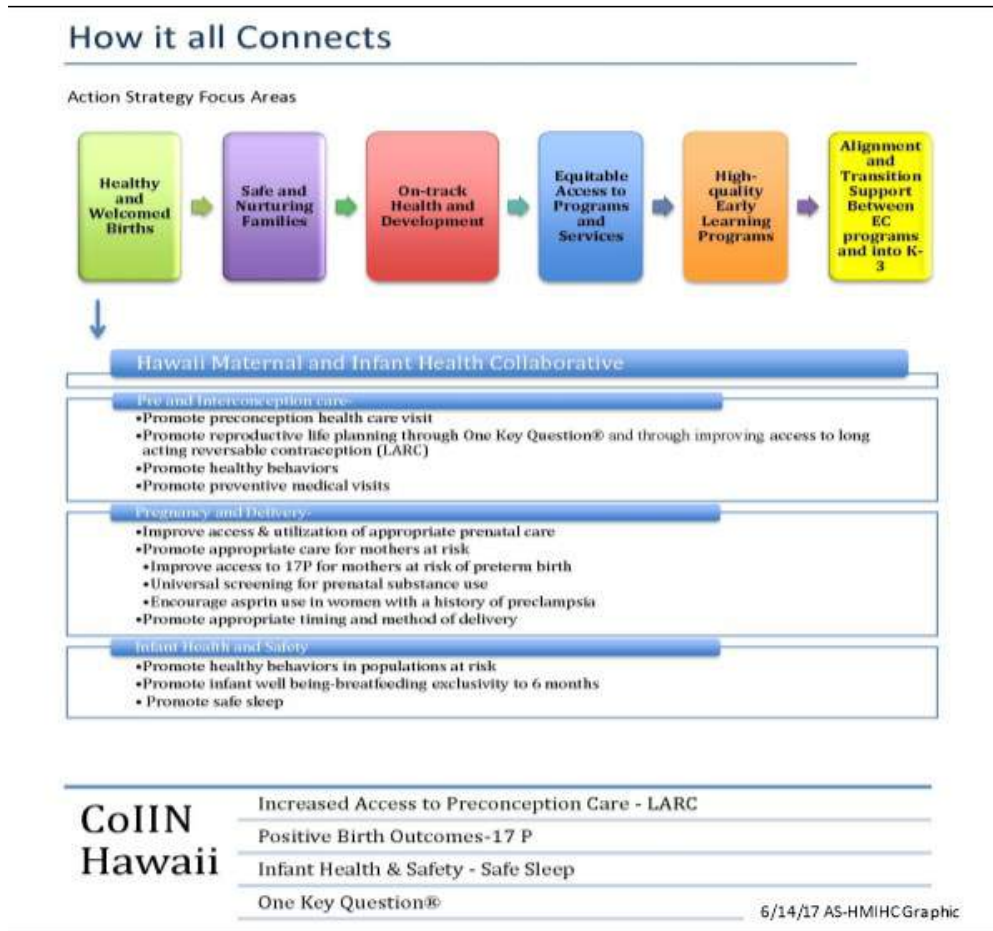 How it all Connects
Action Strategy Focus Areas
Healthy
and
Welcomed
Births
Safe and
Nurturing
Families
On-track
Health and
Development
Equitable
Access to
Programs
and
Services
High-
quality
Early
Learning
Programs
Alignment
and
Transition
Support
Between
EC
programs
and into K-
3
Hawaii Maternal and Infant Health Collaborative
Pre and Interconception care-
•Promote preconception health care visit
•Promote reproductive life planning through One Key Question® and through improving access to long
acting reversable contraception (LARC)
•Promote healthy behaviors
•Promote preventive medical visits
Pregnancy and Delivery-
•Improve access & utilization of appropriate prenatal care
•Promote appropriate care for mothers at risk
•Improve access to 17P for mothers at risk of preterm birth
•Universal screening for prenatal substance use
•Encourage asprin use in women with a history of preclampsia
•Promote appropriate timing and method of delivery
Infant Health and Safety
•Promote healthy behaviors in populations at risk
•Promote infant well being-breatfeeding exclusivity to 6 months
• Promote safe sleep
CoIIN
Hawaii
Increased Access to Preconception Care - LARC
Positive Birth Outcomes-17 P
Infant Health & Safety - Safe Sleep
One Key Question®
6/14/17 AS-HMIHC Graphic